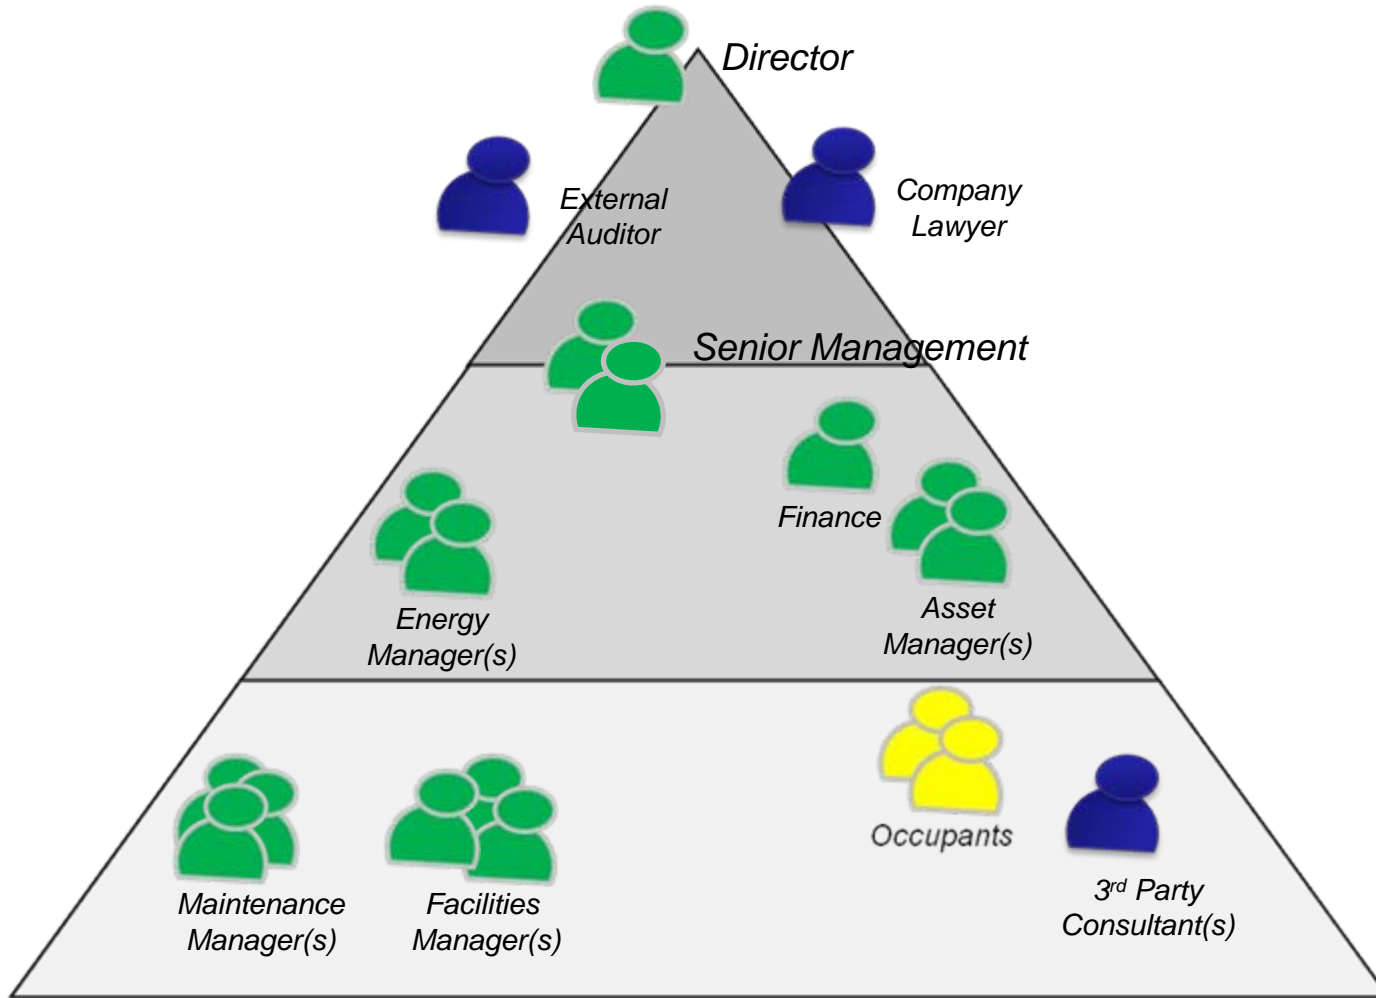 Director
External
Auditor
Company
Lawyer
Senior Management
Finance
Energy
Manager(s)
Asset
Manager(s)
Occupants
Maintenance
Manager(s)
Facilities
Manager(s)
3rd Party
Consultant(s)